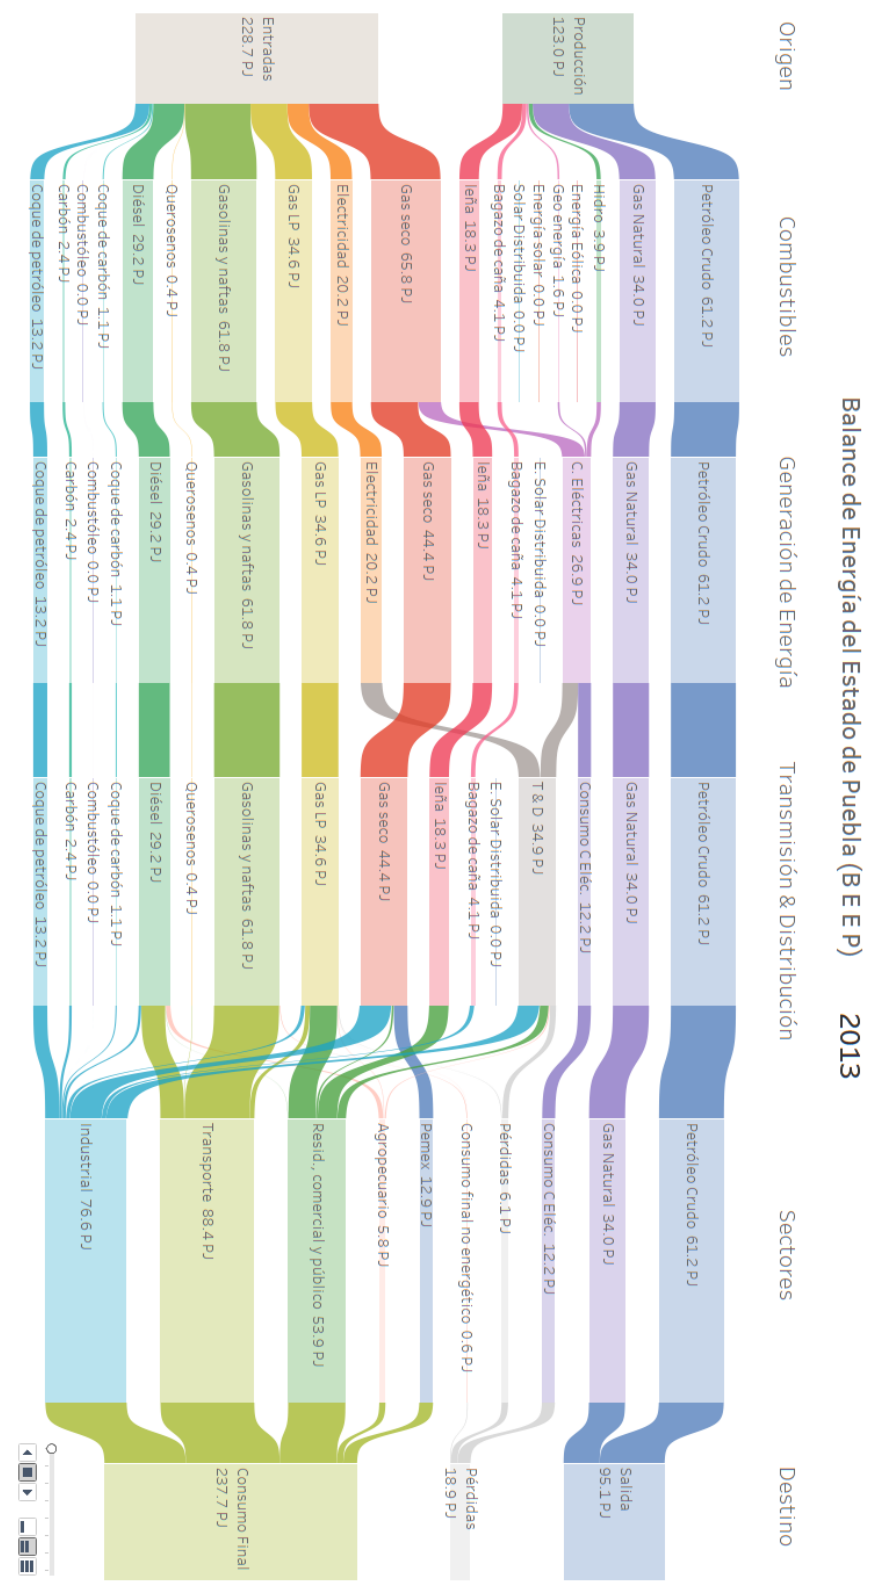 Balance de Energía del Estado de Puebla (B E E P) 2013
Origen
Combustibles
Generación de Energía
Transmisión & Distribución
Sectores
Destino
Producción
123.0 PJ
Entradas
228.7 PJ
Petróleo Crudo 61.2 PJ
Gas Natural 34.0 PJ
Hidro 3.9 PJ
Energía Eólica 0.0 PJ
Geo energía 1.6 PJ
Energía solar 0.0 PJ
Solar Distribuida 0.0 PJ
Bagazo de caña 4.1 PJ
leña 18.3 PJ
Gas seco 65.8 PJ
Electricidad 20.2 PJ
Gas LP 34.6 PJ
Gasolinas y naftas 61.8 PJ
Querosenos 0.4 PJ
Diésel 29.2 PJ
Coque de carbón 1.1 PJ
Combustóleo 0.0 PJ
Carbón 2.4 PJ
Coque de petróleo 13.2 PJ
Petróleo Crudo 61.2 PJ
Gas Natural 34.0 PJ
C. Eléctricas 26.9 PJ
E. Solar Distribuida 0.0 PJ
Bagazo de caña 4.1 PJ
leña 18.3 PJ
Gas seco 44.4 PJ
Electricidad 20.2 PJ
Gas LP 34.6 PJ
Gasolinas y naftas 61.8 PJ
Querosenos 0.4 PJ
Diésel 29.2 PJ
Coque de carbón 1.1 PJ
Combustóleo 0.0 PJ
Carbón 2.4 PJ
Coque de petróleo 13.2 PJ
Petróleo Crudo 61.2 PJ
Gas Natural 34.0 PJ
Consumo C Eléc. 12.2 PJ
T & D 34.9 PJ
E. Solar Distribuida 0.0 PJ
Bagazo de caña 4.1 PJ
leña 18.3 PJ
Gas seco 44.4 PJ
Gas LP 34.6 PJ
Gasolinas y naftas 61.8 PJ
Querosenos 0.4 PJ
Diésel 29.2 PJ
Coque de carbón 1.1 PJ
Combustóleo 0.0 PJ
Carbón 2.4 PJ
Coque de petróleo 13.2 PJ
Petróleo Crudo 61.2 PJ
Gas Natural 34.0 PJ
Consumo C Eléc. 12.2 PJ
Pérdidas 6.1 PJ
Consumo final no energético 0.6 PJ
Pemex 12.9 PJ
Agropecuario 5.8 PJ
Resid., comercial y público 53.9 PJ
Transporte 88.4 PJ
Industrial 76.6 PJ
Salida
95.1 PJ
Pérdidas
18.9 PJ
Consumo Final
237.7 PJ